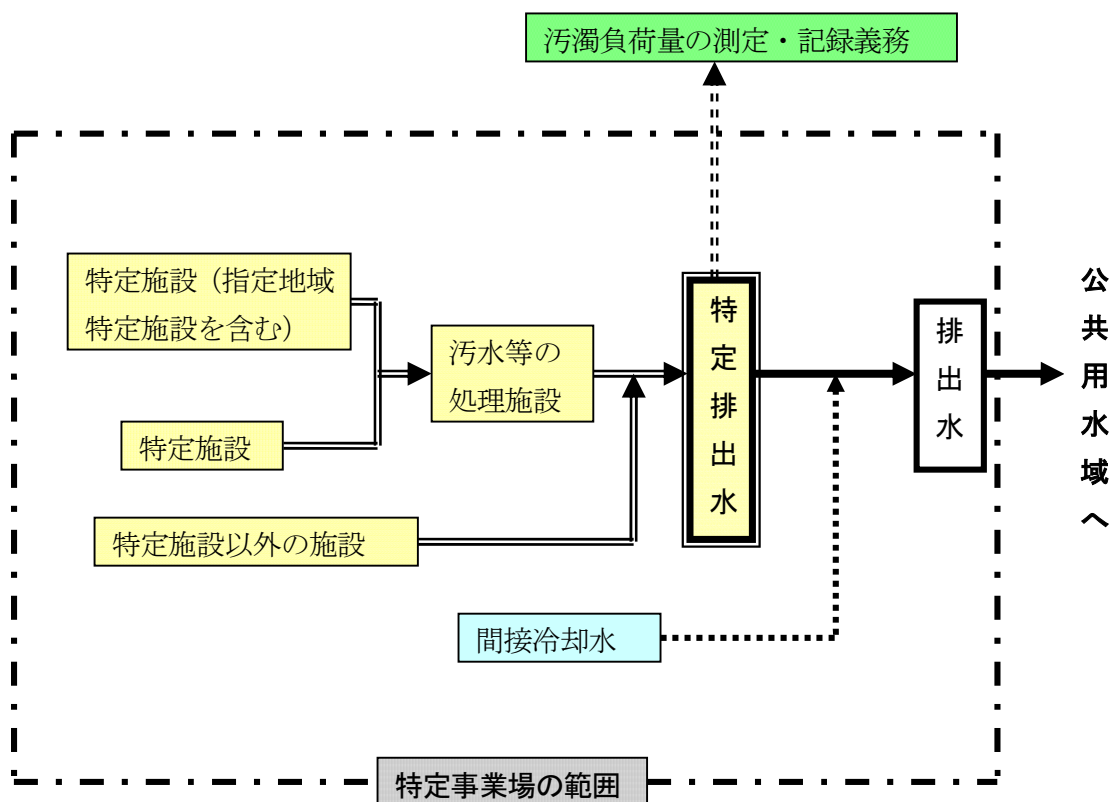 汚濁負荷量の測定・記録義務
特定施設（指定地域
特定施設を含む）
汚水等の
処理施設
特定施設
特定施設以外の施設
特定排出水
排出水
公共用水域へ
間接冷却水
特定事業場の範囲